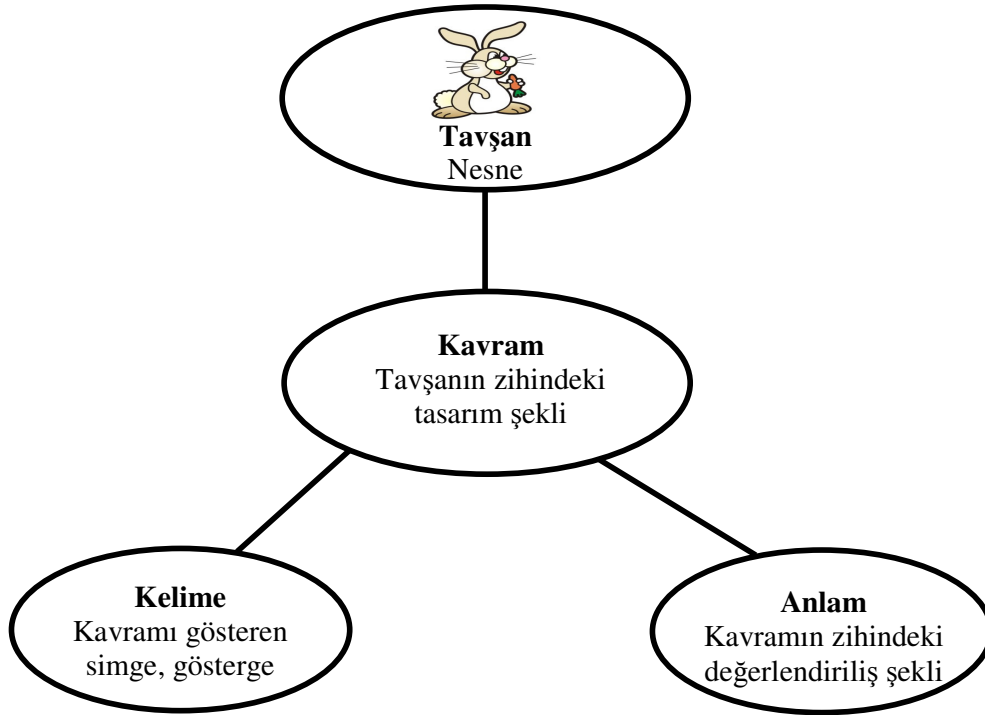 Tavşan
Nesne
Kavram
Tavşanın zihindeki
tasarım şekli
Kelime
Kavramı gösteren
simge, gösterge
Anlam
Kavramın zihindeki
değerlendiriliş şekli